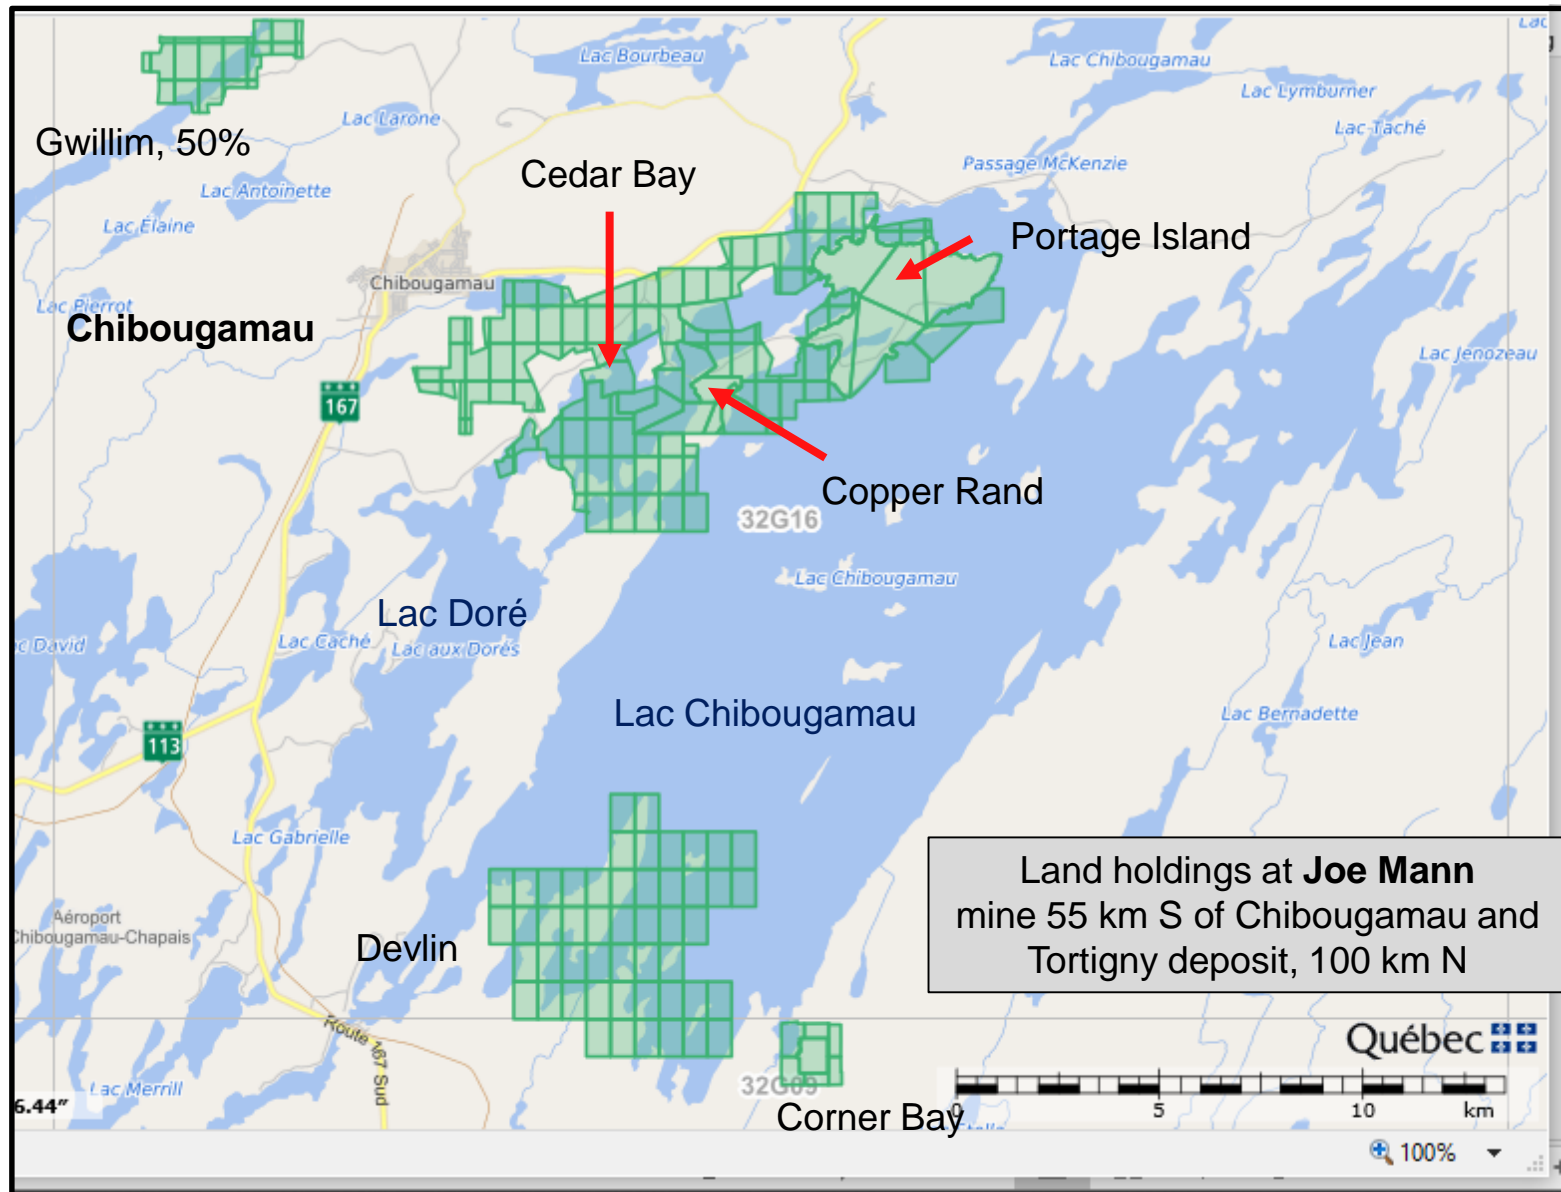 Lac Bourbeau
Lac Chibougamau
Lac Lymburner
Lac Larone
Lac Taché
Gwillim, 50%
Cedar Bay
Passage McKenzie
Lac Antoinette
Lac Élaine
Portage Island
Chibougamau
Lac Pierrot
Chibougamau
Lac Jenozeau
167
Copper Rand
32G16
Lac Chibougamau
Lac Doré
Lac David
Lac Caché
Lac aux Dorés
Lac Jean
Lac Chibougamau
Lac Bernadette
113
Lac Gabrielle
Land holdings at Joe Mann
mine 55 km S of Chibougamau and
Tortigny deposit, 100 km N
Aéroport
Chibougamau-Chapais
Devlin
Route 167 Sud
Québec
Lac Merrill
32G09
6.44"
Corner Bay
0 5 10 km
100%